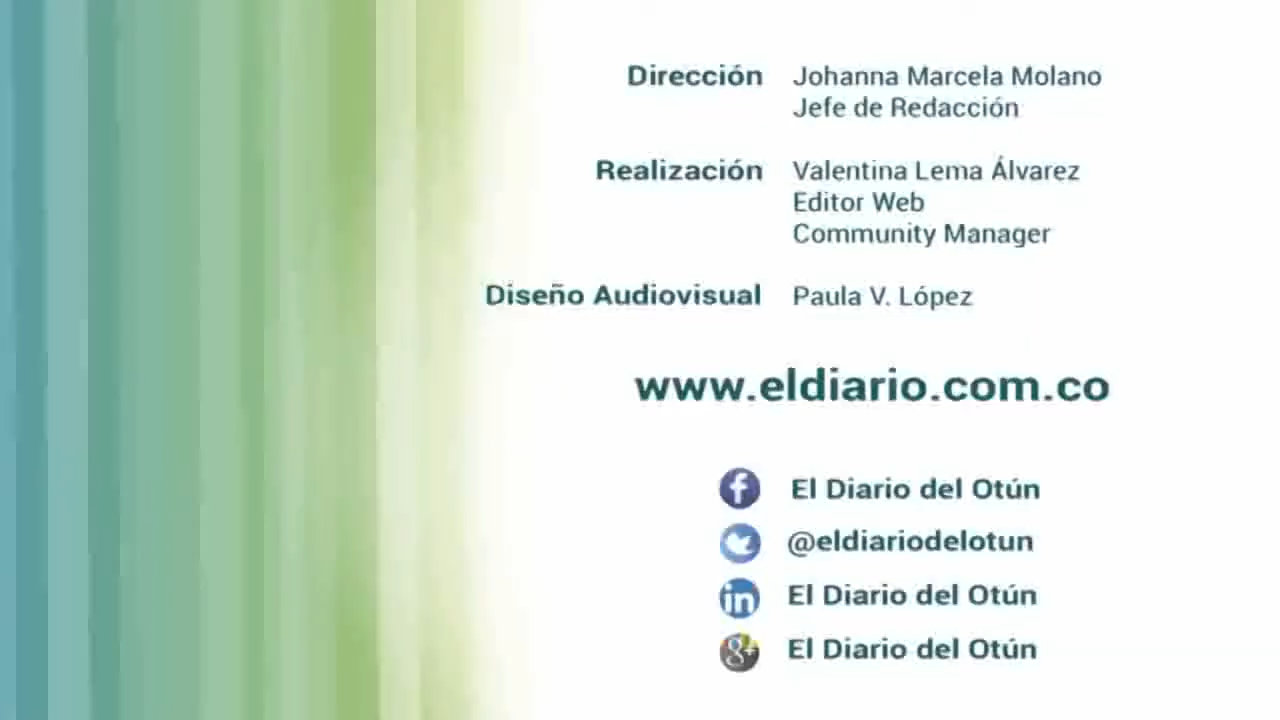 Dirección Johanna Marcela Molano
Jefe de Redacción
Realización Valentina Lema Álvarez
Editor Web
Community Manager
Diseño Audiovisual Paula V. López
www.eldiario.com.co
f El Diario del Otún
@eldiariodelotun
in El Diario del Otún
g+ El Diario del Otún